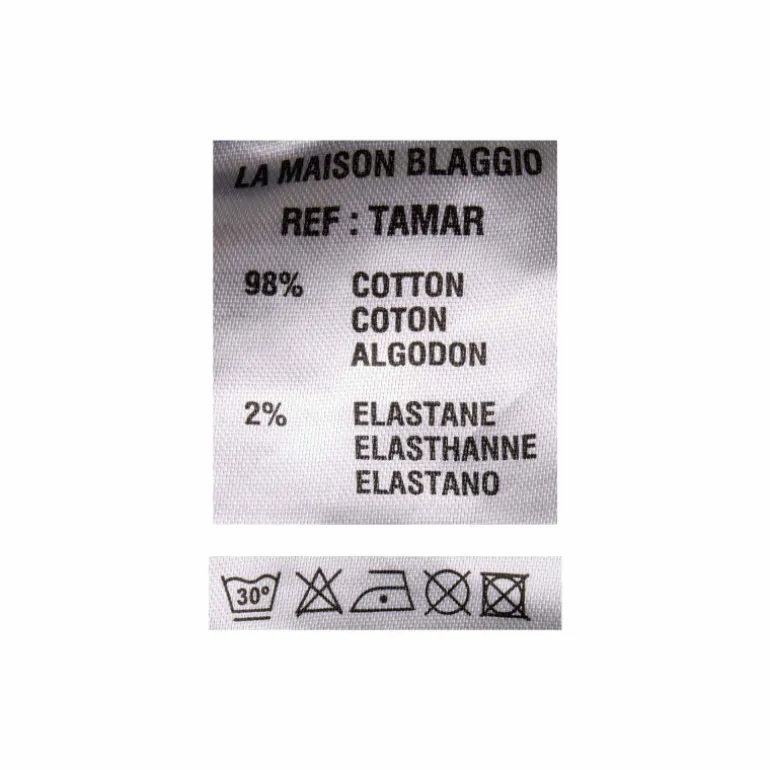 LA MAISON BLAGGIO
REF : TAMAR
98% COTTON
COTON
ALGODON
2% ELASTANE
ELASTHANNE
ELASTANO
30°